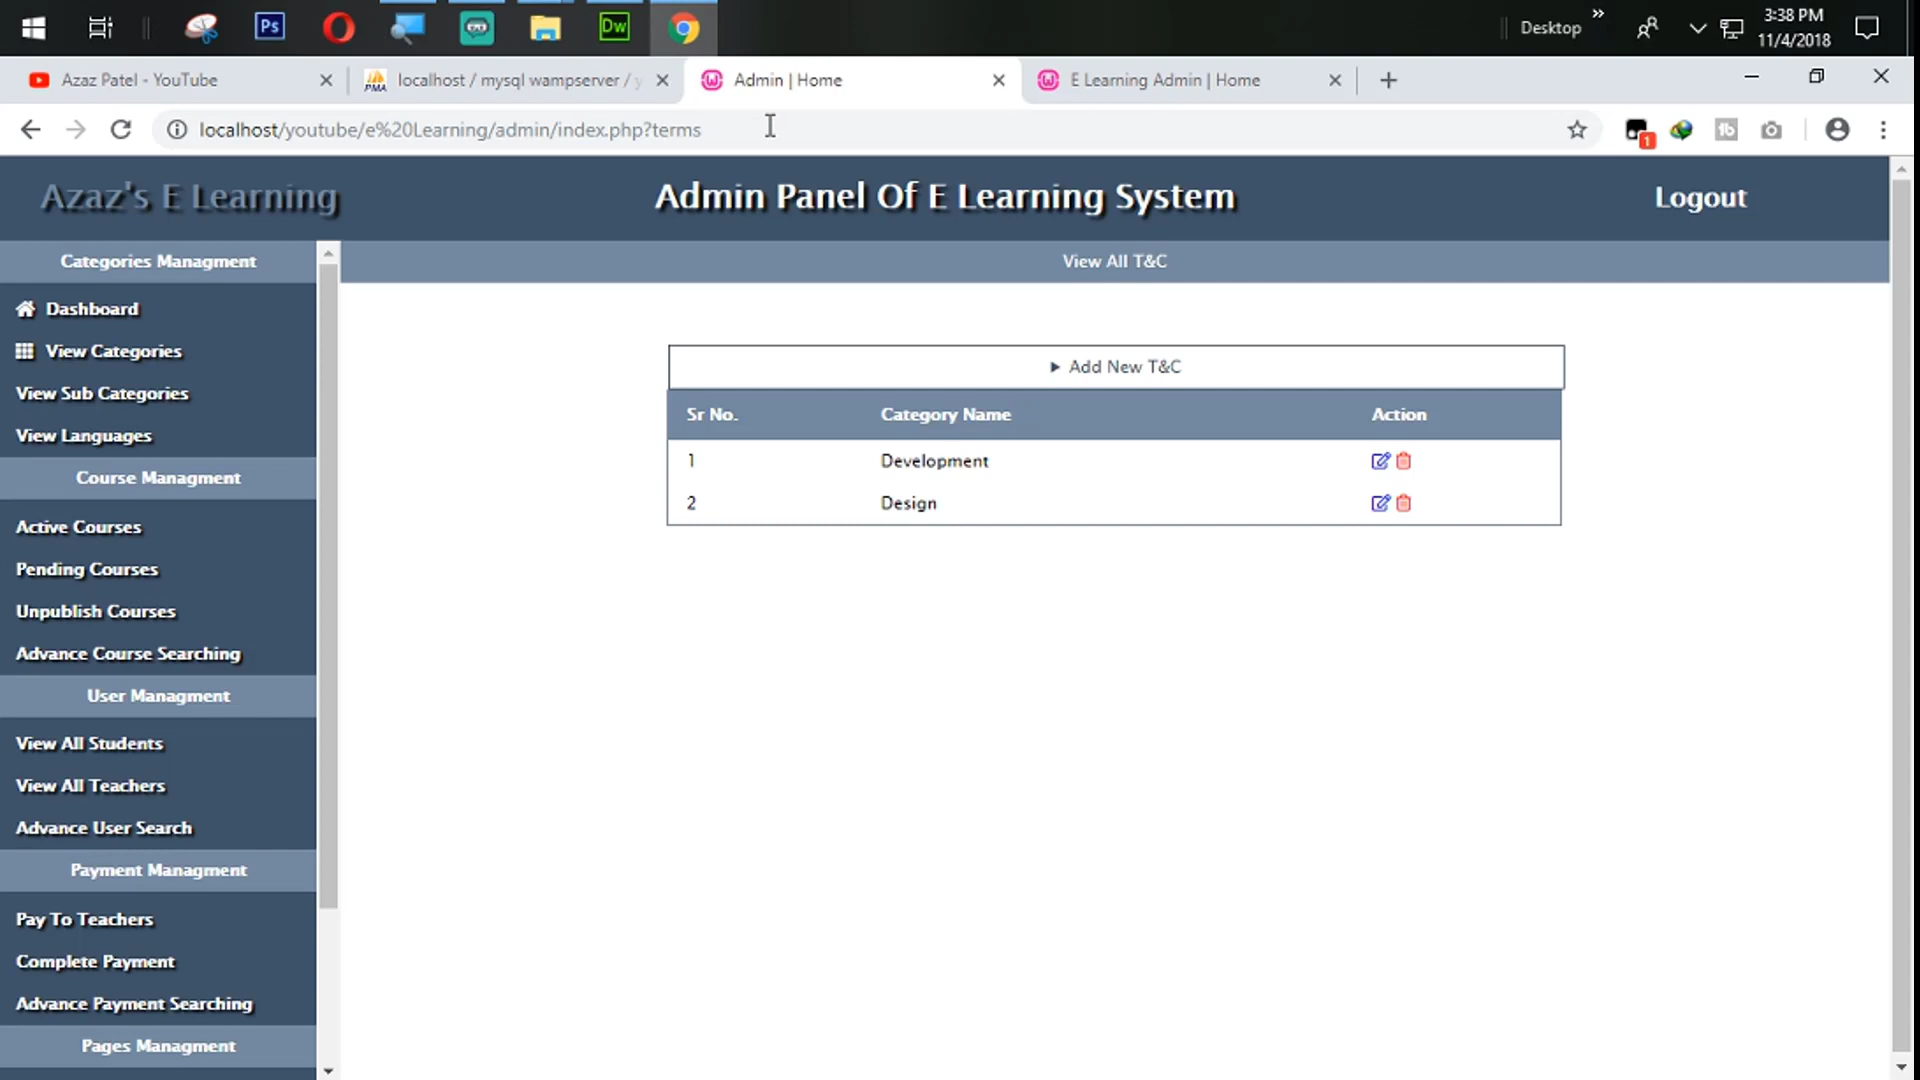 Ps
Dw
Desktop
»
3:38 PM
11/4/2018
Azaz Patel - YouTube
PMA
localhost / mysql wampserver / y
Admin | Home
E Learning Admin | Home
localhost/youtube/e%20Learning/admin/index.php?terms
1
Azaz's E Learning
Admin Panel Of E Learning System
Logout
Categories Managment
View All T&C
Dashboard
View Categories
View Sub Categories
View Languages
Course Managment
Active Courses
Pending Courses
Unpublish Courses
Advance Course Searching
User Managment
View All Students
View All Teachers
Advance User Search
Payment Managment
Pay To Teachers
Complete Payment
Advance Payment Searching
Pages Managment
Add New T&C
Sr No. Category Name Action
1 Development
2 Design